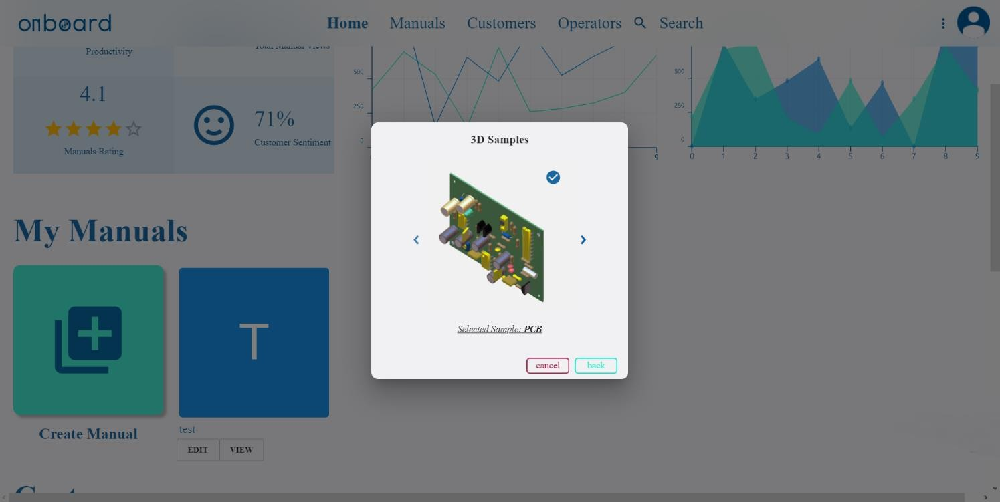 onboard
Home Manuals Customers Operators Search
Productivity
Total Manual Views
4.1
Manuals Rating
71%
Customer Sentiment
500
250
0
9
500
250
0
0 1 2 3 4 5 6 7 8 9
3D Samples
Selected Sample: PCB
cancel back
My Manuals
T
Create Manual
test
EDIT VIEW